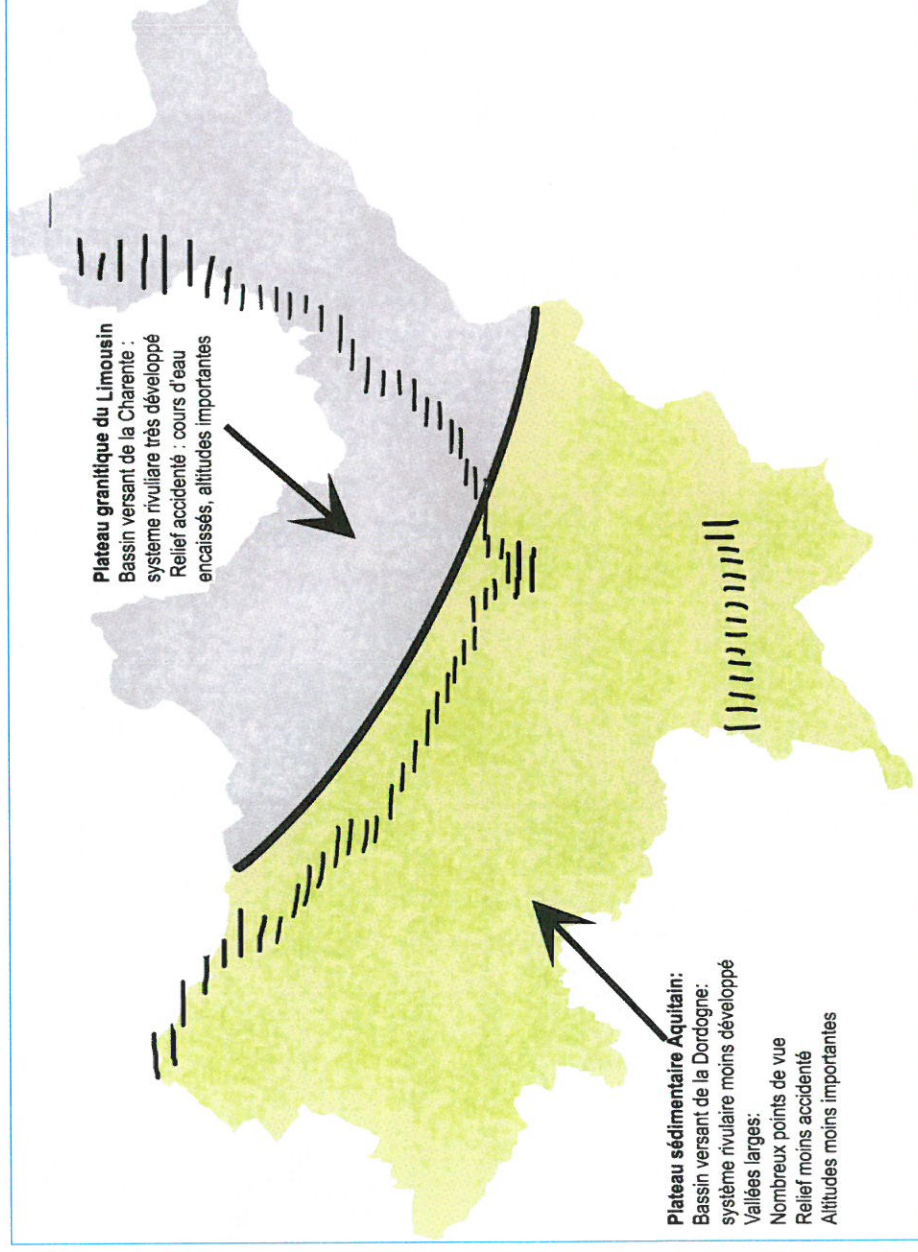 Plateau granitique du Limousin
Bassin versant de la Charente :
systeme rivuliare très développé
Relief accidenté : cours d'eau
encaissés, altitudes importantes
Plateau sédimentaire Aquitain:
Bassin versant de la Dordogne:
système rivulaire moins développé
Vallées larges:
Nombreux points de vue
Relief moins accidenté
Altitudes moins importantes